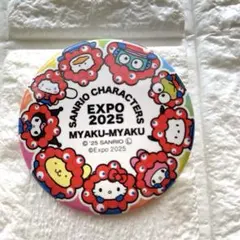 SANRIO CHARACTERS
EXPO
2025
MYAKU-MYAKU
© '25 SANRIO Ⓛ
©Expo 2025